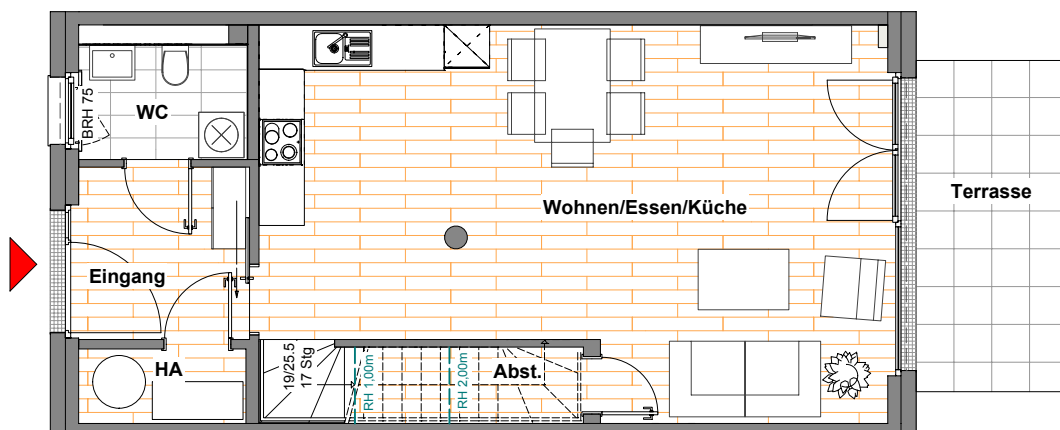 BRH 75
WC
Wohnen/Essen/Küche
Terrasse
Eingang
HA
19/25.5
17 Stg
RH 1,00m
RH 2,00m
Abst.